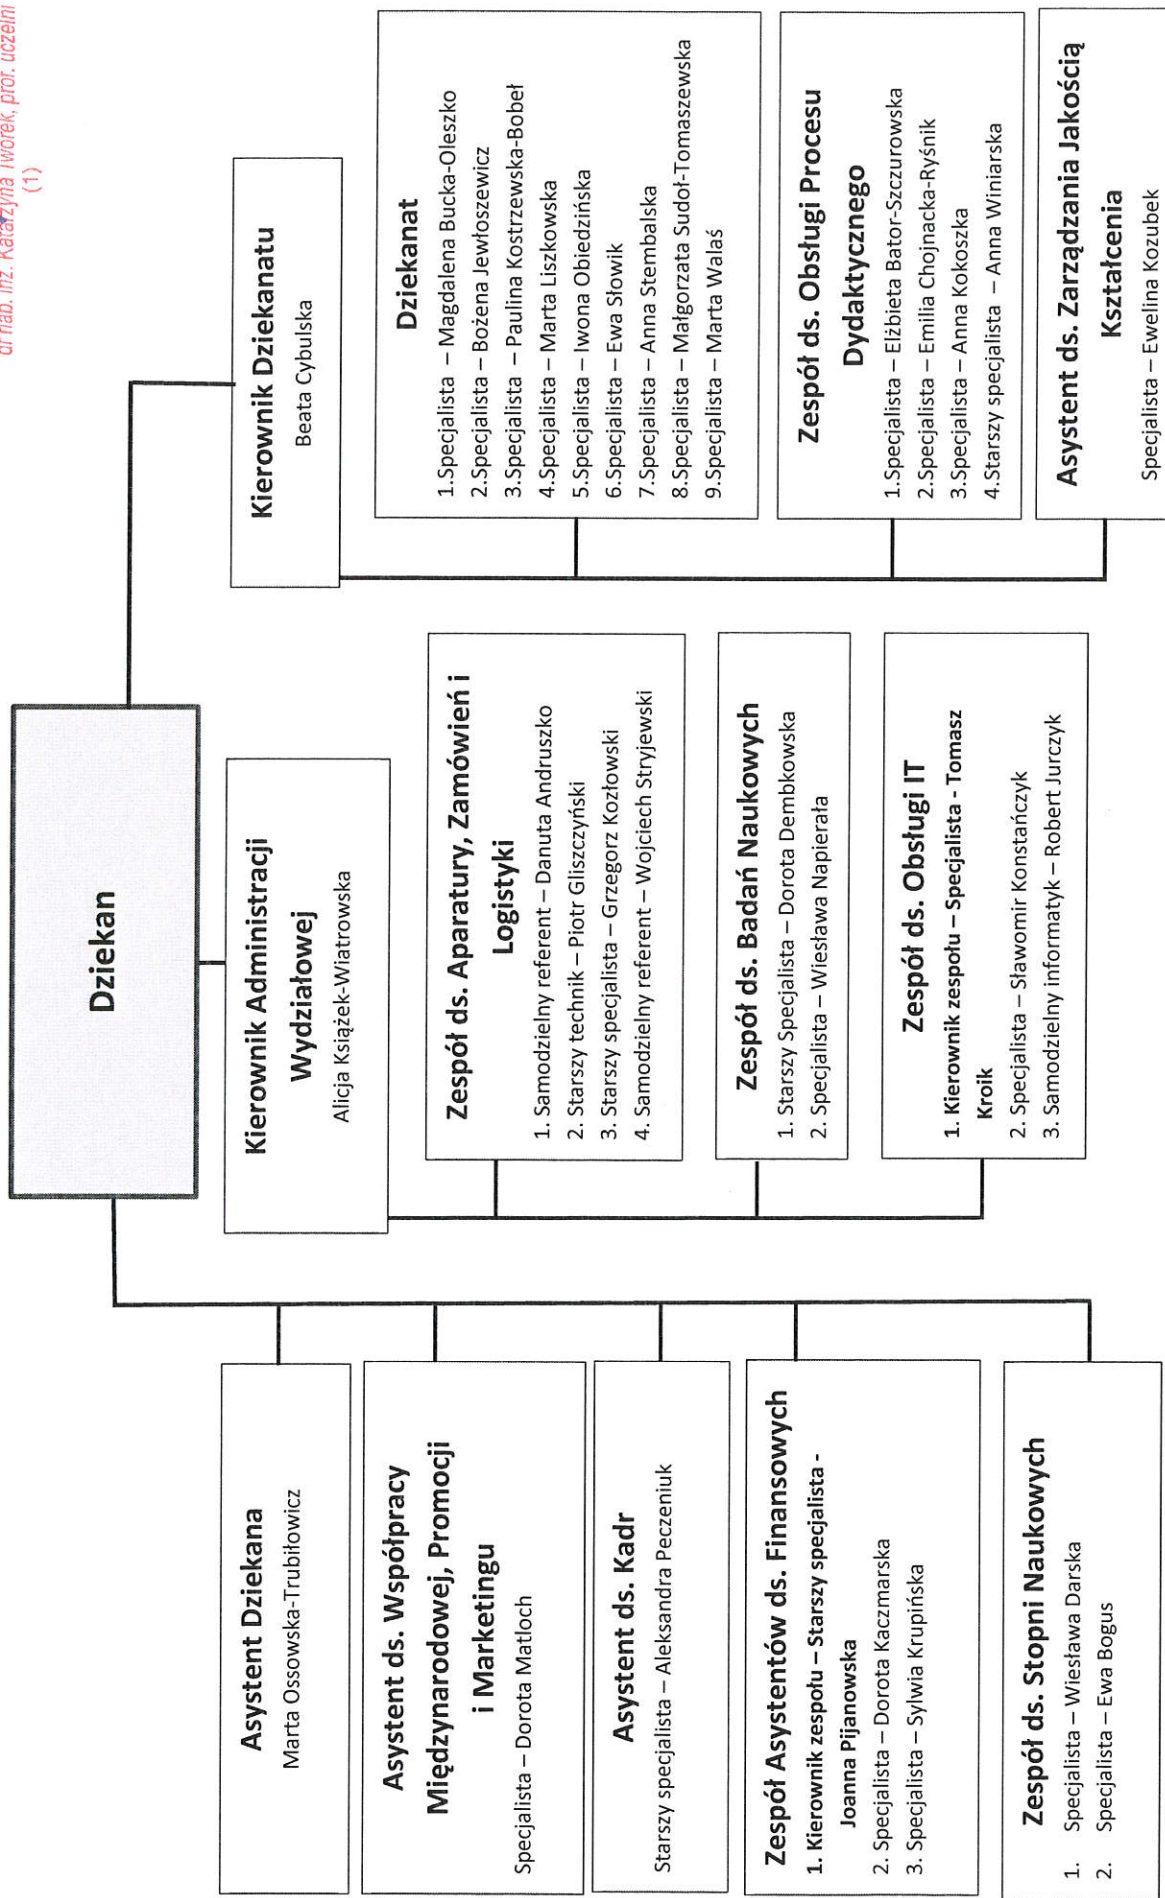 dr hab. inż. Katarzyna Tworek, prof. uczelni
(1)
Dziekan
Asystent Dziekana
Marta Ossowska-Trubiłowicz
Asystent ds. Współpracy
Międzynarodowej, Promocji
i Marketingu
Specjalista – Dorota Matloch
Asystent ds. Kadr
Starszy specjalista – Aleksandra Peczeniuk
Zespół Asystentów ds. Finansowych
1. Kierownik zespołu – Starszy specjalista -
Joanna Pijanowska
2. Specjalista – Dorota Kaczmarska
3. Specjalista – Sylwia Krupińska
Zespół ds. Stopni Naukowych
1. Specjalista – Wiesława Darska
2. Specjalista – Ewa Bogus
Kierownik Administracji
Wydziałowej
Alicja Książek-Wiatrowska
Zespół ds. Aparatury, Zamówień i
Logistyki
1. Samodzielny referent – Danuta Andruszko
2. Starszy technik – Piotr Gliszczyński
3. Starszy specjalista – Grzegorz Kozłowski
4. Samodzielny referent – Wojciech Stryjewski
Zespół ds. Badań Naukowych
1. Starszy Specjalista – Dorota Dembkowska
2. Specjalista – Wiesława Napierała
Zespół ds. Obsługi IT
1. Kierownik zespołu – Specjalista - Tomasz
Kroik
2. Specjalista – Sławomir Konstańczyk
3. Samodzielny informatyk – Robert Jurczyk
Kierownik Dziekanatu
Beata Cybulska
Dziekanat
1.Specjalista – Magdalena Bucka-Oleszko
2.Specjalista – Bożena Jewłoszewicz
3.Specjalista – Paulina Kostrzewska-Bobeł
4.Specjalista – Marta Liszkowska
5.Specjalista – Iwona Obiedzińska
6.Specjalista – Ewa Słowik
7.Specjalista – Anna Stembalska
8.Specjalista – Małgorzata Sudoł-Tomaszewska
9.Specjalista – Marta Walaś
Zespół ds. Obsługi Procesu
Dydaktycznego
1.Specjalista – Elżbieta Bator-Szczurowska
2.Specjalista – Emilia Chojnacka-Ryśnik
3.Specjalista – Anna Kokoszka
4.Starszy specjalista – Anna Winiarska
Asystent ds. Zarządzania Jakością
Kształcenia
Specjalista – Ewelina Kozubek